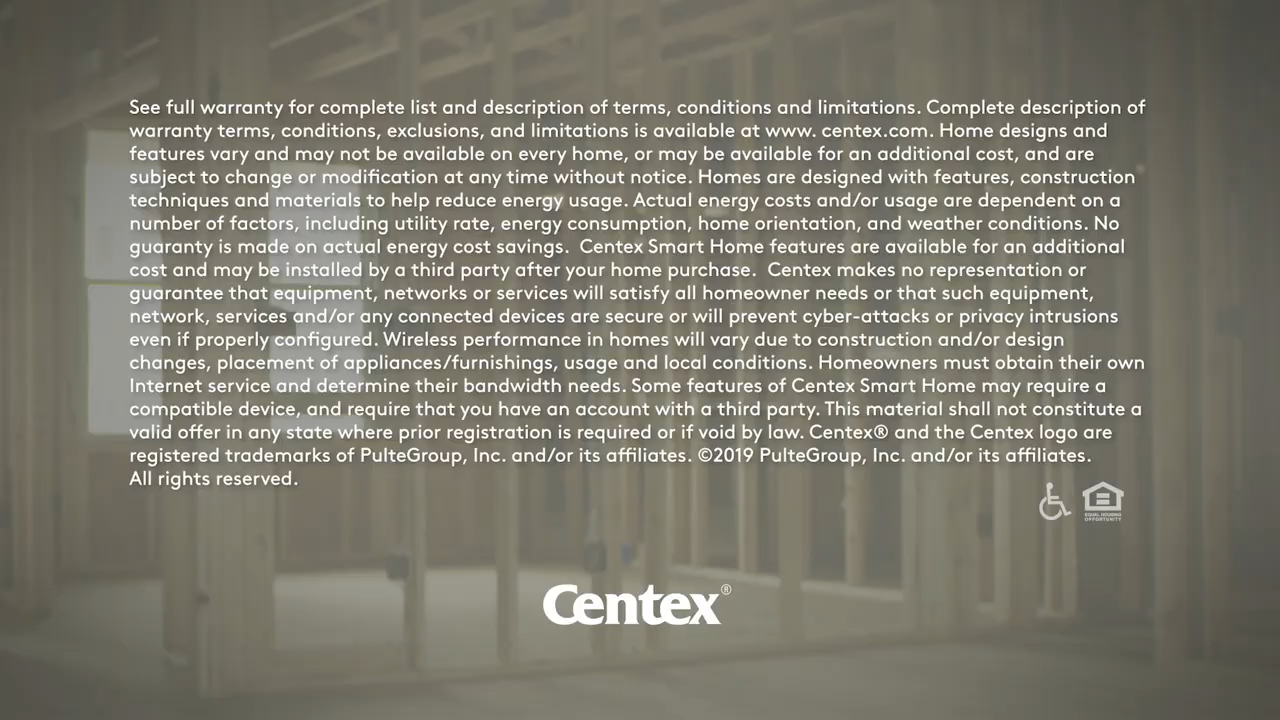 See full warranty for complete list and description of terms, conditions and limitations. Complete description of
warranty terms, conditions, exclusions, and limitations is available at www. centex.com. Home designs and
features vary and may not be available on every home, or may be available for an additional cost, and are
subject to change or modification at any time without notice. Homes are designed with features, construction
techniques and materials to help reduce energy usage. Actual energy costs and/or usage are dependent on a
number of factors, including utility rate, energy consumption, home orientation, and weather conditions. No
guaranty is made on actual energy cost savings.  Centex Smart Home features are available for an additional
cost and may be installed by a third party after your home purchase.  Centex makes no representation or
guarantee that equipment, networks or services will satisfy all homeowner needs or that such equipment,
network, services and/or any connected devices are secure or will prevent cyber-attacks or privacy intrusions
even if properly configured. Wireless performance in homes will vary due to construction and/or design
changes, placement of appliances/furnishings, usage and local conditions. Homeowners must obtain their own
Internet service and determine their bandwidth needs. Some features of Centex Smart Home may require a
compatible device, and require that you have an account with a third party. This material shall not constitute a
valid offer in any state where prior registration is required or if void by law. Centex® and the Centex logo are
registered trademarks of PulteGroup, Inc. and/or its affiliates. ©2019 PulteGroup, Inc. and/or its affiliates.
All rights reserved.
EQUAL HOUSING
OPPORTUNITY
Centex®